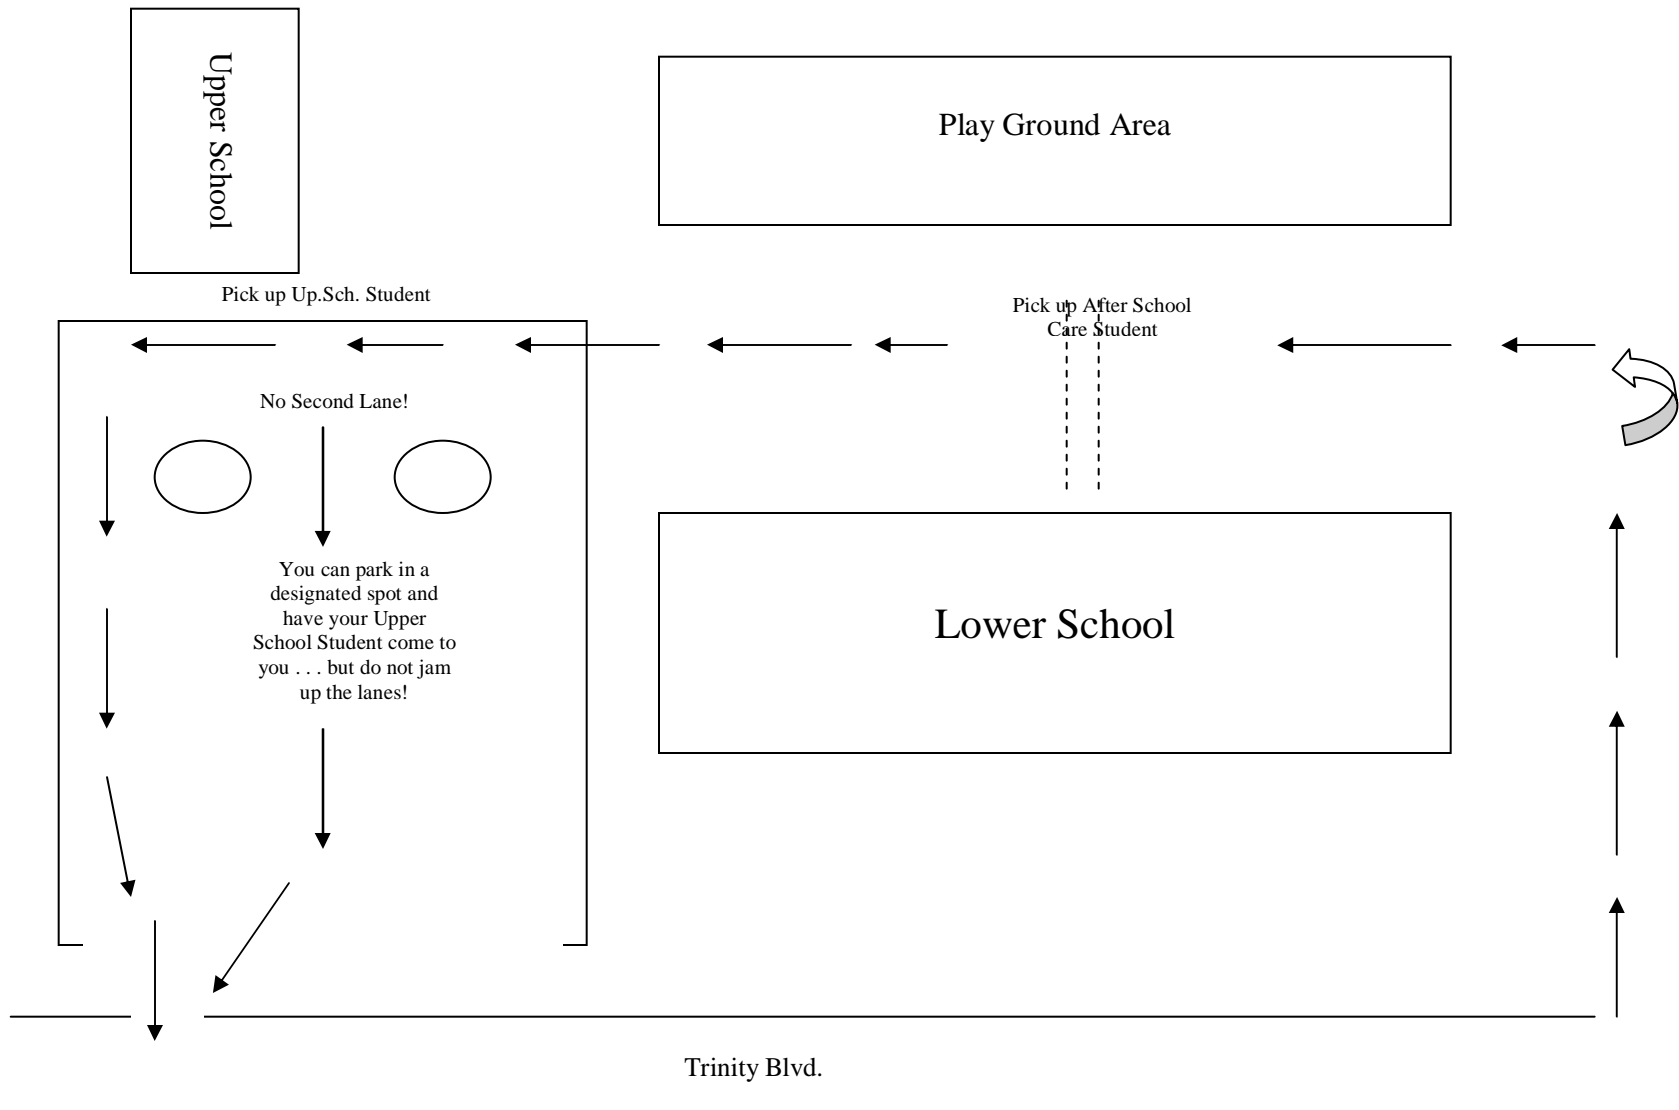 Upper School
Play Ground Area
Pick up Up.Sch. Student
Pick up After School
Care Student
No Second Lane!
You can park in a
designated spot and
have your Upper
School Student come to
you . . . but do not jam
up the lanes!
Lower School
Trinity Blvd.